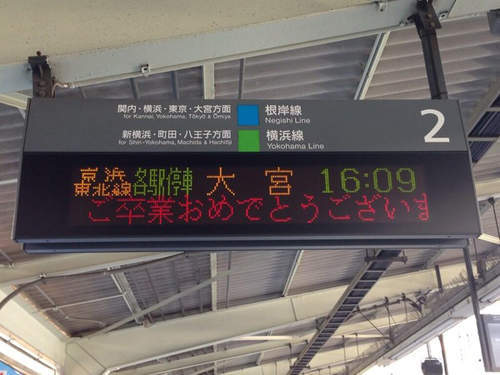 関内・横浜・東京・大宮方面 根岸線
for Kannai, Yokohama, Tōkyō & Ōmiya Negishi Line
新横浜・町田・八王子方面 横浜線
for Shin-Yokohama, Machida & Hachiōji Yokohama Line
2
京浜東北線 各駅停車 大宮 16:09
ご卒業おめでとうございま